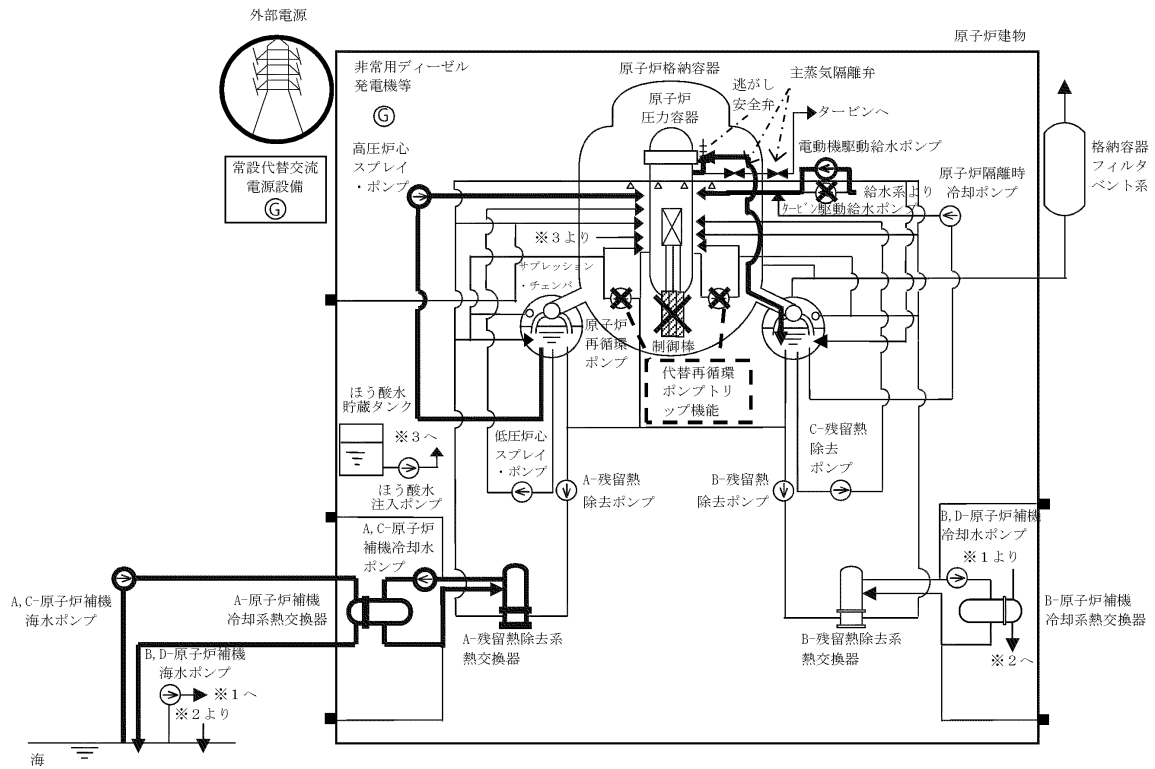 外部電源
原子炉建物
非常用ディーゼル
発電機等
G
原子炉格納容器
原子炉
圧力容器
逃がし
安全弁
主蒸気隔離弁
タービンへ
電動機駆動給水ポンプ
格納容器
フィルタ
ベント系
常設代替交流
電源設備
G
高圧炉心
スプレイ
・ポンプ
原子炉隔離時
冷却ポンプ
給水系より
タービン駆動給水ポンプ
※3より
サプレッション
・チェンバ
原子炉
再循環
ポンプ
制御棒
代替再循環
ポンプトリ
ップ機能
ほう酸水
貯蔵タンク
※3へ
ほう酸水
注入ポンプ
低圧炉心
スプレイ
・ポンプ
A-残留熱
除去ポンプ
B-残留熱
除去ポンプ
C-残留熱
除去
ポンプ
A,C-原子炉
補機冷却水
ポンプ
B,D-原子炉補機
冷却水ポンプ
※1より
A,C-原子炉補機
海水ポンプ
A-原子炉補機
冷却系熱交換器
A-残留熱除去系
熱交換器
B-残留熱除去系
熱交換器
B-原子炉補機
冷却系熱交換器
※2へ
B,D-原子炉補機
海水ポンプ
※1へ
※2より
海